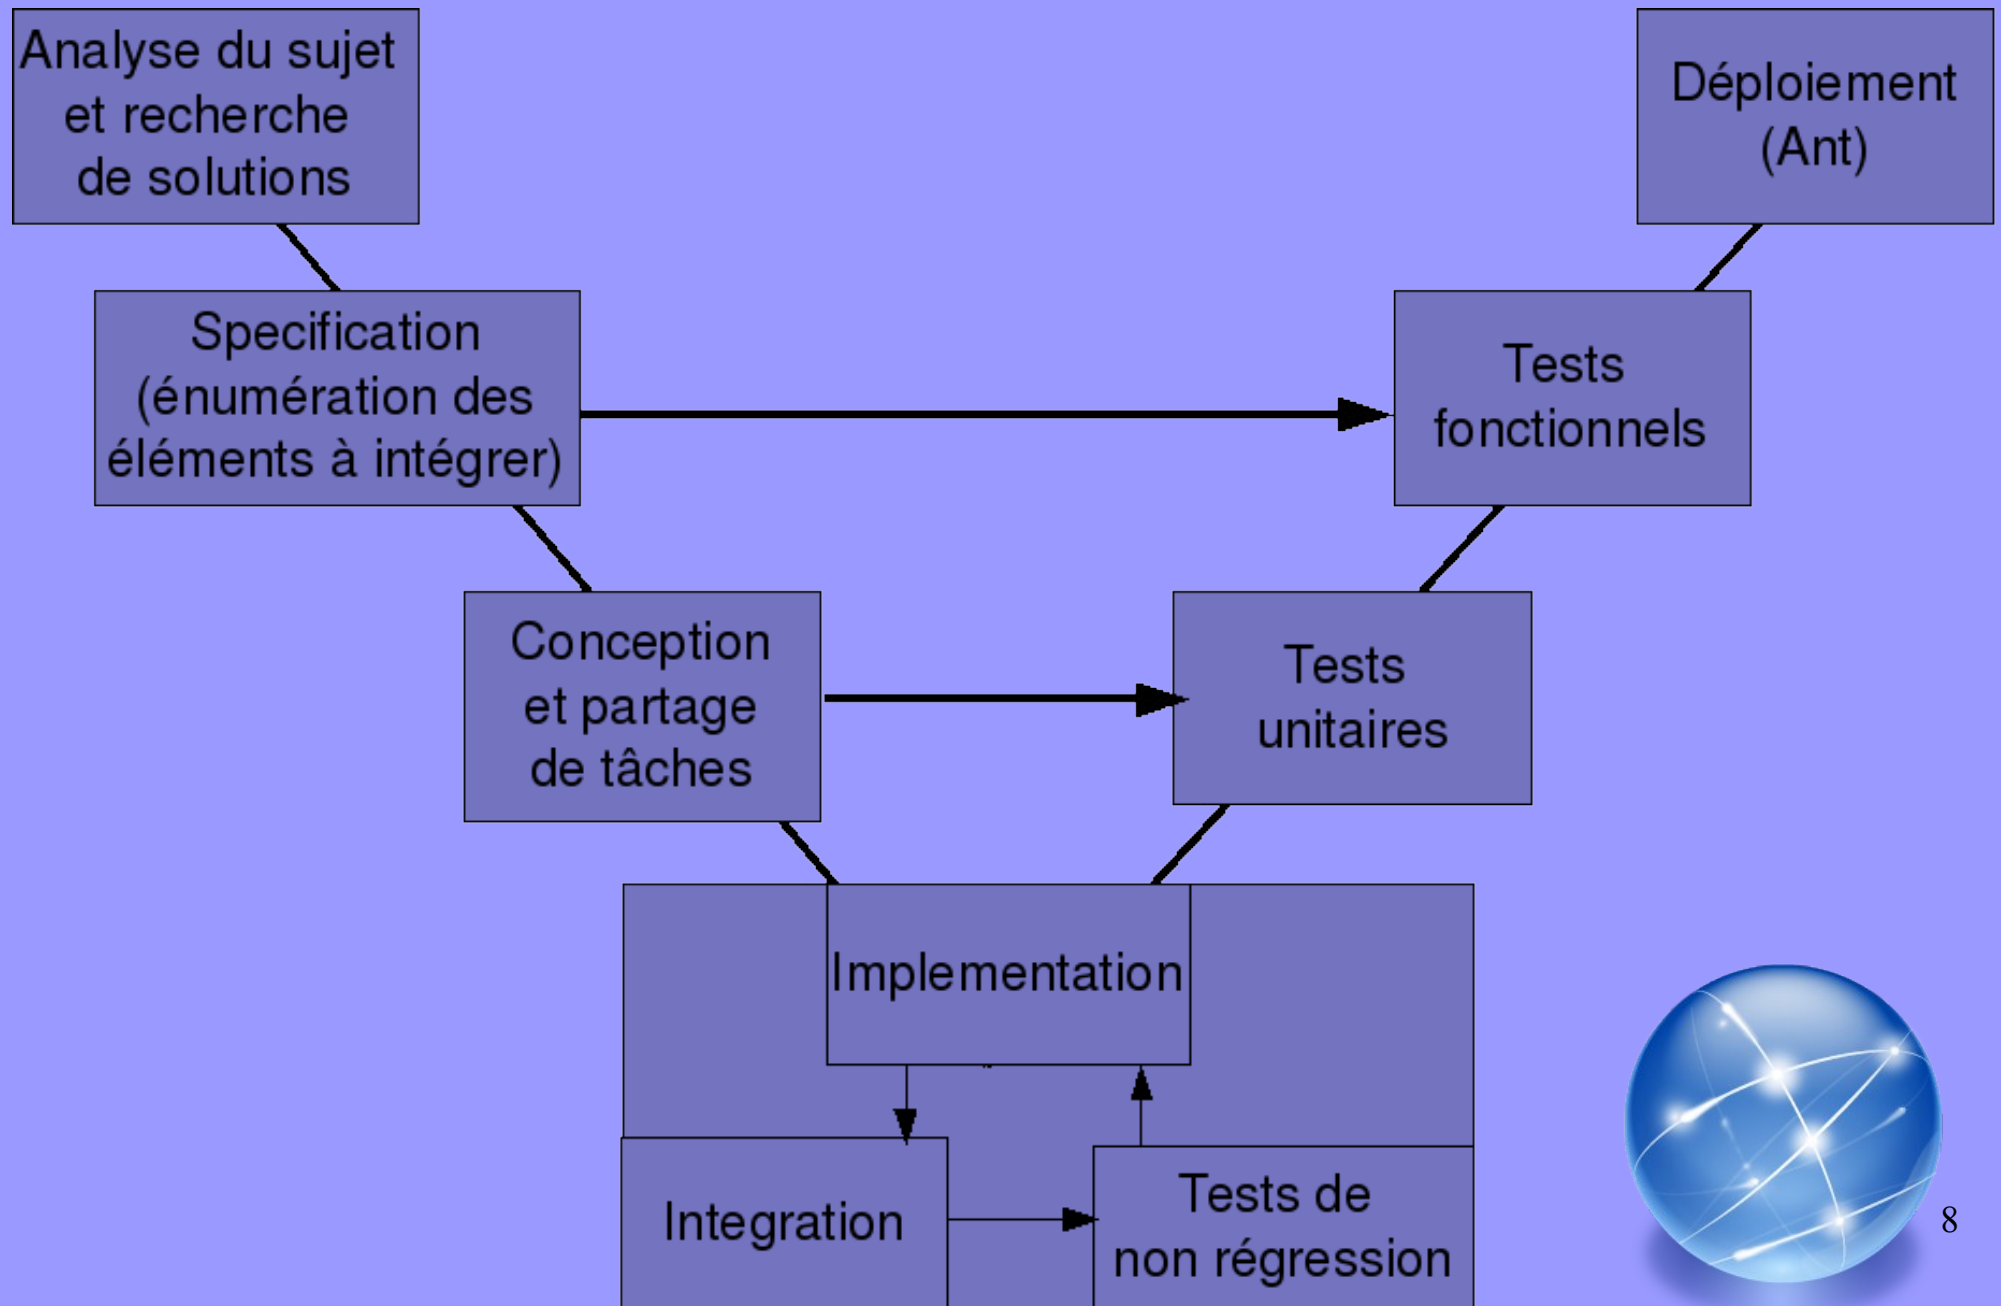 Analyse du sujet
et recherche
de solutions
Déploiement
(Ant)
Specification
(énumération des
éléments à intégrer)
Tests
fonctionnels
Conception
et partage
de tâches
Tests
unitaires
Implementation
Integration
Tests de
non régression
8